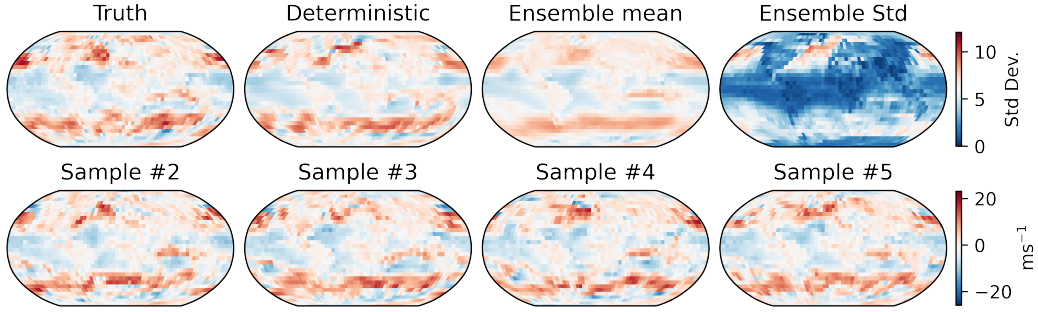 Truth
Deterministic
Ensemble mean
Ensemble Std
10
5
0
Std Dev.
Sample #2
Sample #3
Sample #4
Sample #5
20
0
−20
ms⁻¹